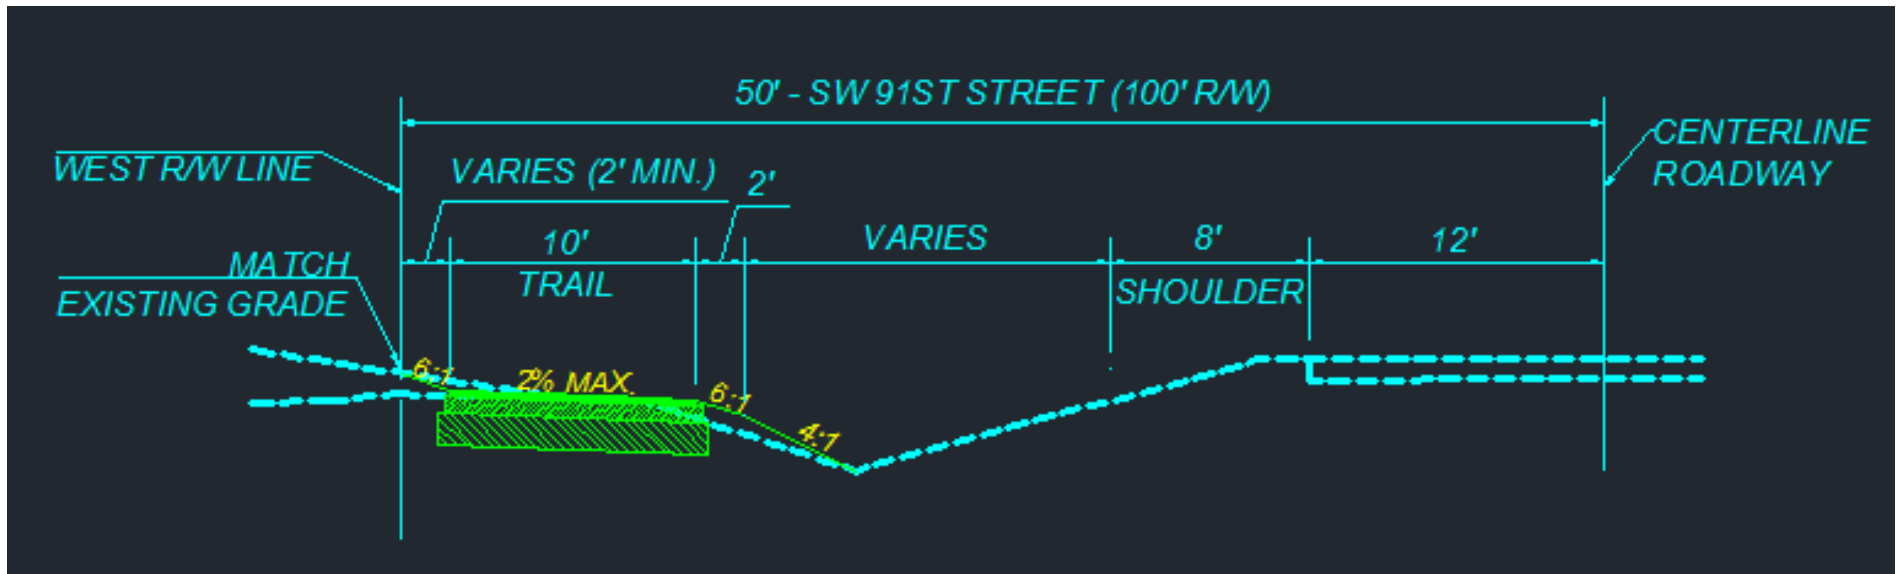 50' - SW 91ST STREET (100' R/W)
CENTERLINE
ROADWAY
WEST R/W LINE
VARIES (2' MIN.)
2'
10'
TRAIL
VARIES
8'
SHOULDER
12'
MATCH
EXISTING GRADE
6:1
2% MAX.
6:1
4:1